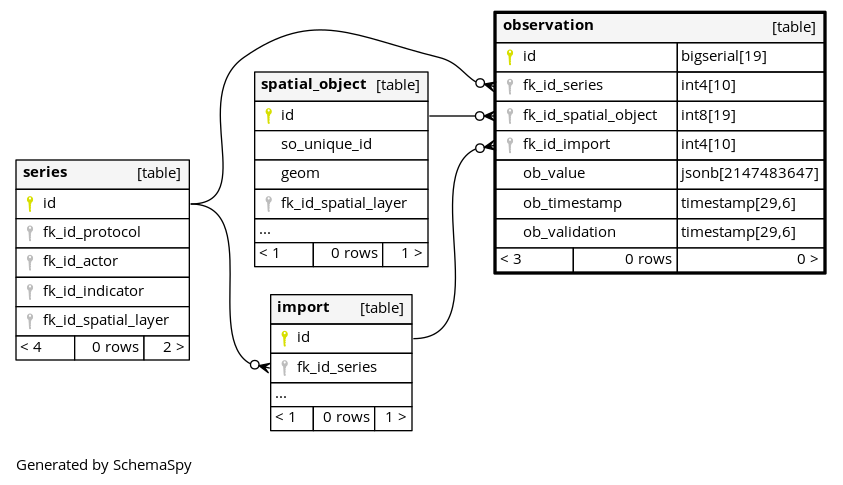 observation [table]
id bigserial[19]
fk_id_series int4[10]
fk_id_spatial_object int8[19]
fk_id_import int4[10]
ob_value jsonb[2147483647]
ob_timestamp timestamp[29,6]
ob_validation timestamp[29,6]
< 3 0 rows 0 >
spatial_object [table]
id
so_unique_id
geom
fk_id_spatial_layer
...
< 1 0 rows 1 >
series [table]
id
fk_id_protocol
fk_id_actor
fk_id_indicator
fk_id_spatial_layer
< 4 0 rows 2 >
import [table]
id
fk_id_series
...
< 1 0 rows 1 >
Generated by SchemaSpy